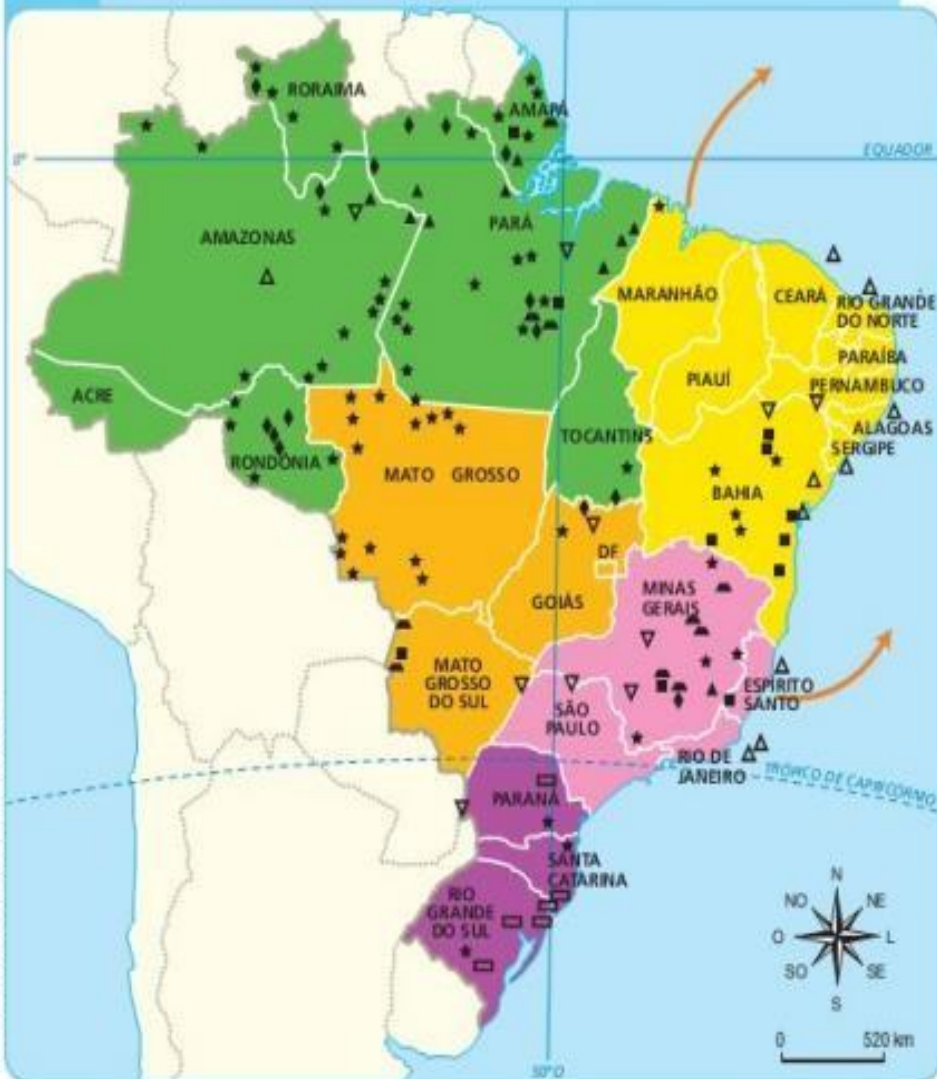 RORAIMA
AMAPÁ
0°
EQUADOR
AMAZONAS
PARÁ
MARANHÃO
CEARÁ
RIO GRANDE
DO NORTE
PARAÍBA
PIAUÍ
PERNAMBUCO
ACRE
ALAGOAS
TOCANTINS
SERGIPE
RONDÔNIA
MATO GROSSO
BAHIA
DF
GOIÁS
MINAS
GERAIS
MATO
GROSSO
DO SUL
ESPÍRITO
SANTO
SÃO
PAULO
RIO DE
JANEIRO
TRÓPICO DE CAPRICÓRNIO
PARANÁ
SANTA
CATARINA
RIO
GRANDE
DO SUL
N
NO NE
O L
SO SE
S
0 520 km
50° O